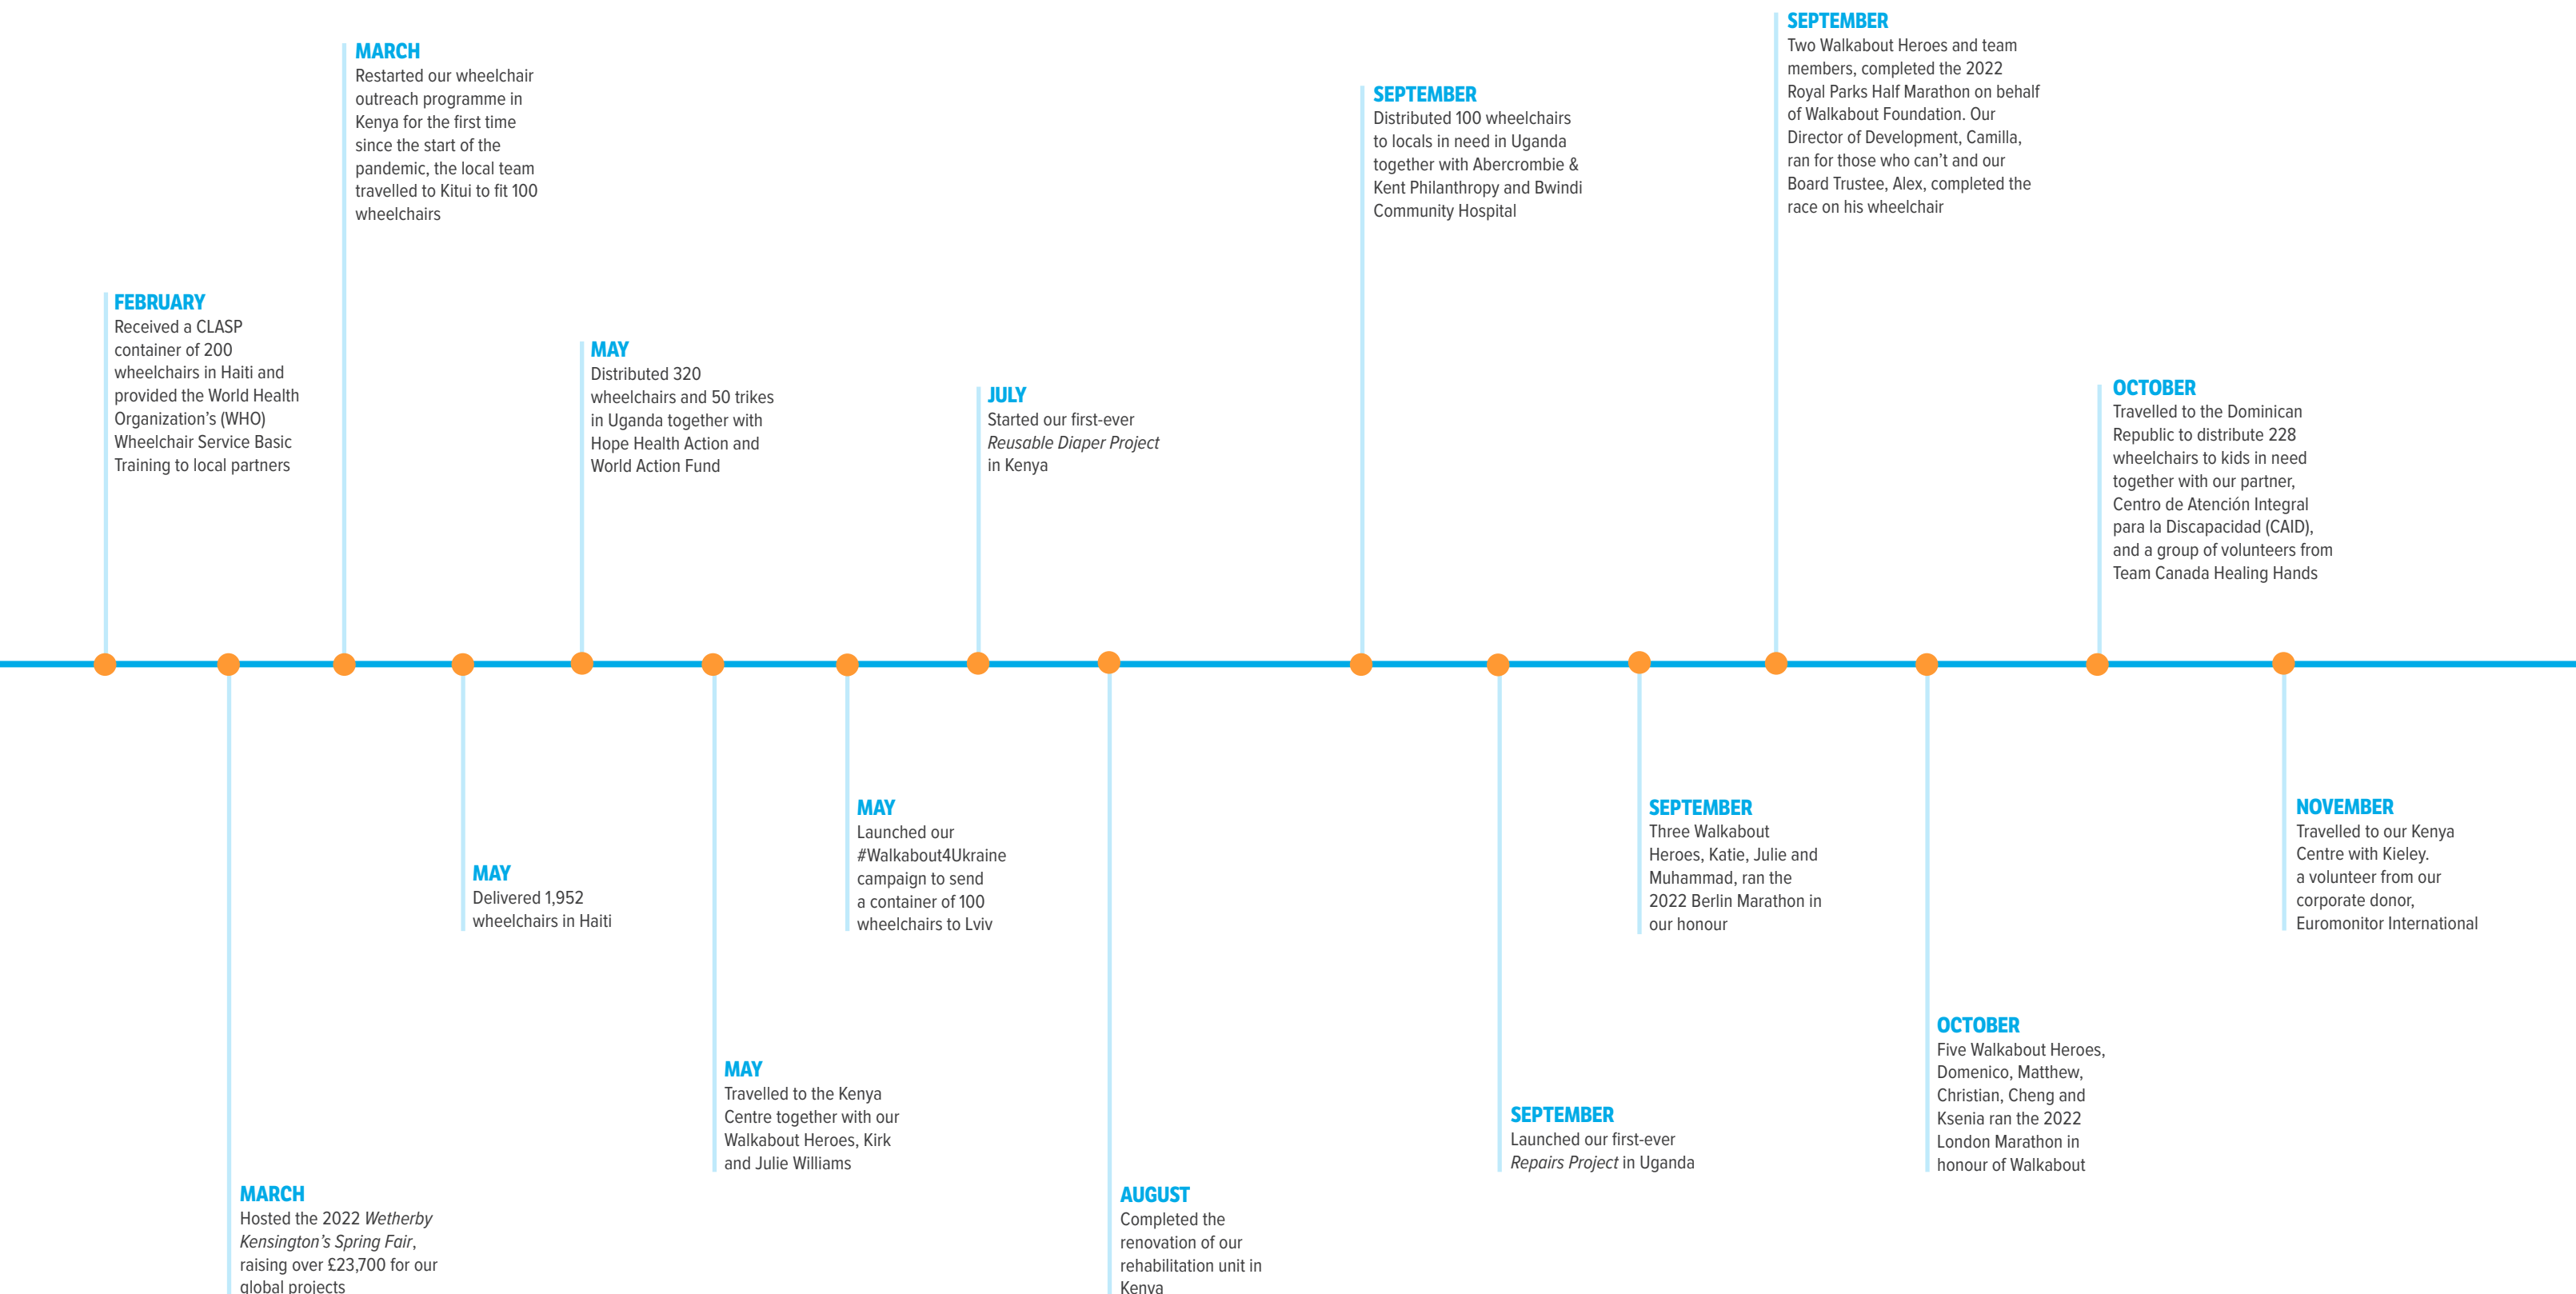 FEBRUARY
Received a CLASP
container of 200
wheelchairs in Haiti and
provided the World Health
Organization’s (WHO)
Wheelchair Service Basic
Training to local partners
MARCH
Hosted the 2022 Wetherby
Kensington’s Spring Fair,
raising over £23,700 for our
global projects
MARCH
Restarted our wheelchair
outreach programme in
Kenya for the first time
since the start of the
pandemic, the local team
travelled to Kitui to fit 100
wheelchairs
MAY
Delivered 1,952
wheelchairs in Haiti
MAY
Distributed 320
wheelchairs and 50 trikes
in Uganda together with
Hope Health Action and
World Action Fund
MAY
Travelled to the Kenya
Centre together with our
Walkabout Heroes, Kirk
and Julie Williams
MAY
Launched our
#Walkabout4Ukraine
campaign to send
a container of 100
wheelchairs to Lviv
JULY
Started our first-ever
Reusable Diaper Project
in Kenya
AUGUST
Completed the
renovation of our
rehabilitation unit in
Kenya
SEPTEMBER
Distributed 100 wheelchairs
to locals in need in Uganda
together with Abercrombie &
Kent Philanthropy and Bwindi
Community Hospital
SEPTEMBER
Launched our first-ever
Repairs Project in Uganda
SEPTEMBER
Three Walkabout
Heroes, Katie, Julie and
Muhammad, ran the
2022 Berlin Marathon in
our honour
SEPTEMBER
Two Walkabout Heroes and team
members, completed the 2022
Royal Parks Half Marathon on behalf
of Walkabout Foundation. Our
Director of Development, Camilla,
ran for those who can’t and our
Board Trustee, Alex, completed the
race on his wheelchair
OCTOBER
Five Walkabout Heroes,
Domenico, Matthew,
Christian, Cheng and
Ksenia ran the 2022
London Marathon in
honour of Walkabout
OCTOBER
Travelled to the Dominican
Republic to distribute 228
wheelchairs to kids in need
together with our partner,
Centro de Atención Integral
para la Discapacidad (CAID),
and a group of volunteers from
Team Canada Healing Hands
NOVEMBER
Travelled to our Kenya
Centre with Kieley.
a volunteer from our
corporate donor,
Euromonitor International